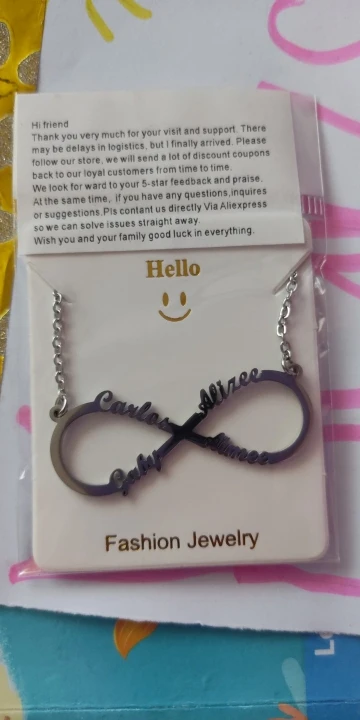 Hi friend
Thank you very much for your visit and support. There
may be delays in logistics, but I finally arrived. Please
follow our store, we will send a lot of discount coupons
back to our loyal customers from time to time.
We look for ward to your 5-star feedback and praise.
At the same time, if you have any questions,inquires
or suggestions.Pls contant us directly Via Aliexpress
so we can solve issues straight away.
Wish you and your family good luck in everything.
Hello
Carlos Alizee
Gaby
Fashion Jewelry